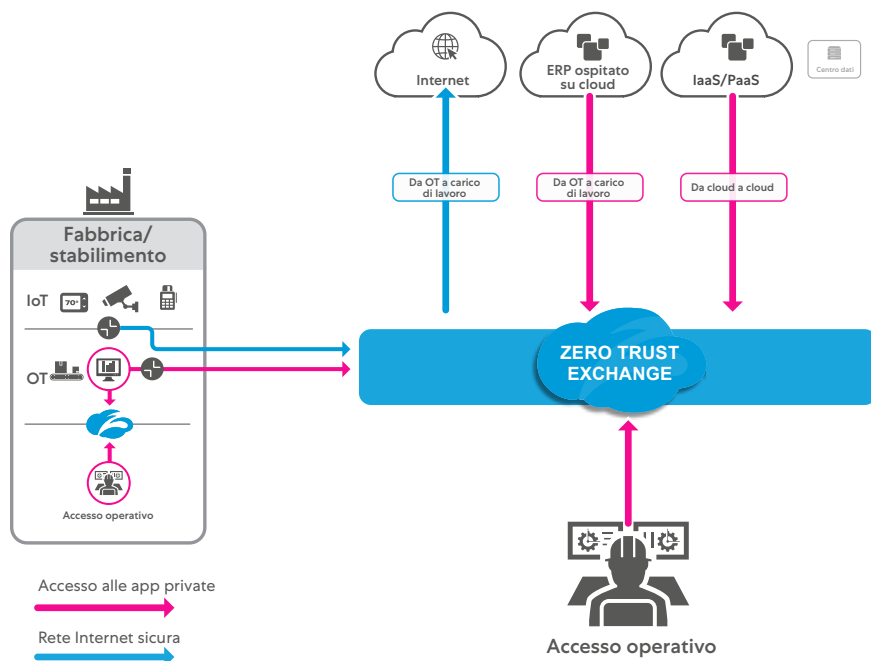 Internet
ERP ospitato
su cloud
IaaS/PaaS
Centro dati
Da OT a carico
di lavoro
Da OT a carico
di lavoro
Da cloud a cloud
Fabbrica/
stabilimento
IoT
70°
OT
Accesso operativo
ZERO TRUST
EXCHANGE
Accesso operativo
Accesso alle app private
Rete Internet sicura